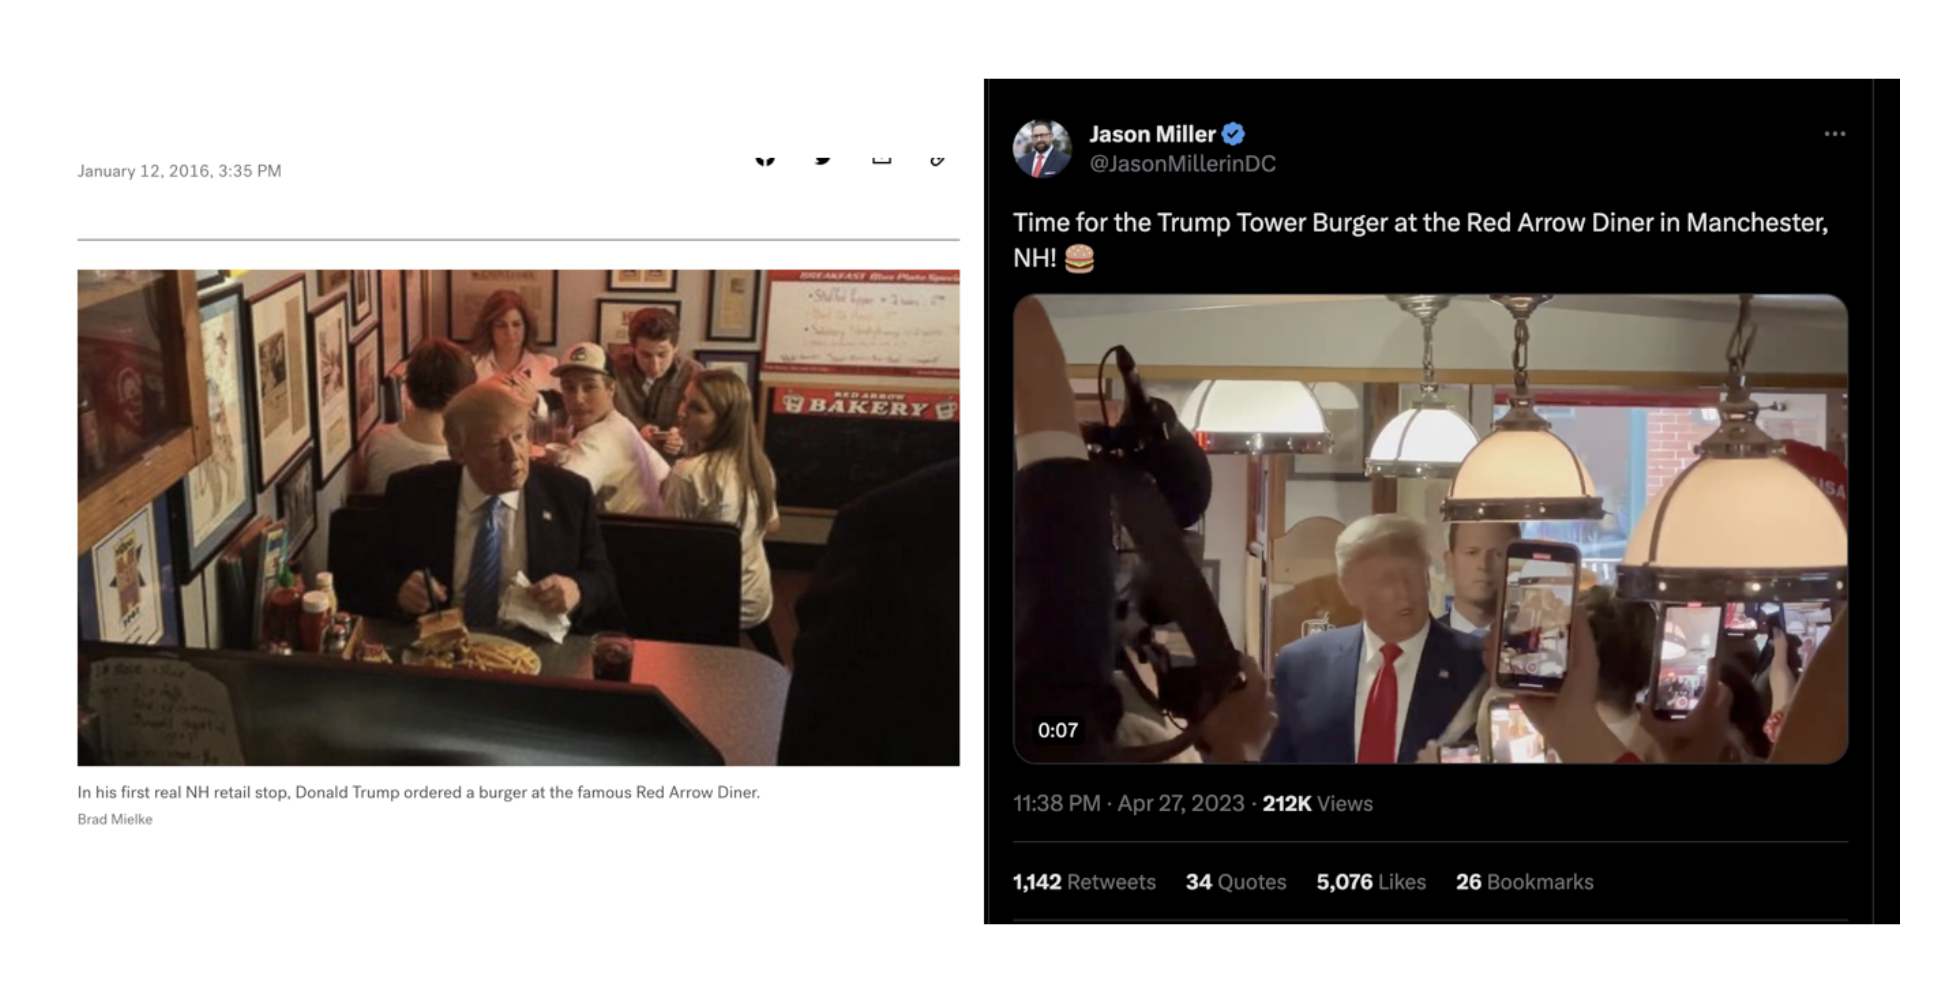 January 12, 2016, 3:35 PM
BREAKFAST Blue Plate Specials
RED ARROW
BAKERY
In his first real NH retail stop, Donald Trump ordered a burger at the famous Red Arrow Diner.
Brad Mielke
Jason Miller
@JasonMillerinDC
Time for the Trump Tower Burger at the Red Arrow Diner in Manchester,
NH! 🍔
USA
0:07
11:38 PM · Apr 27, 2023 · 212K Views
1,142 Retweets 34 Quotes 5,076 Likes 26 Bookmarks